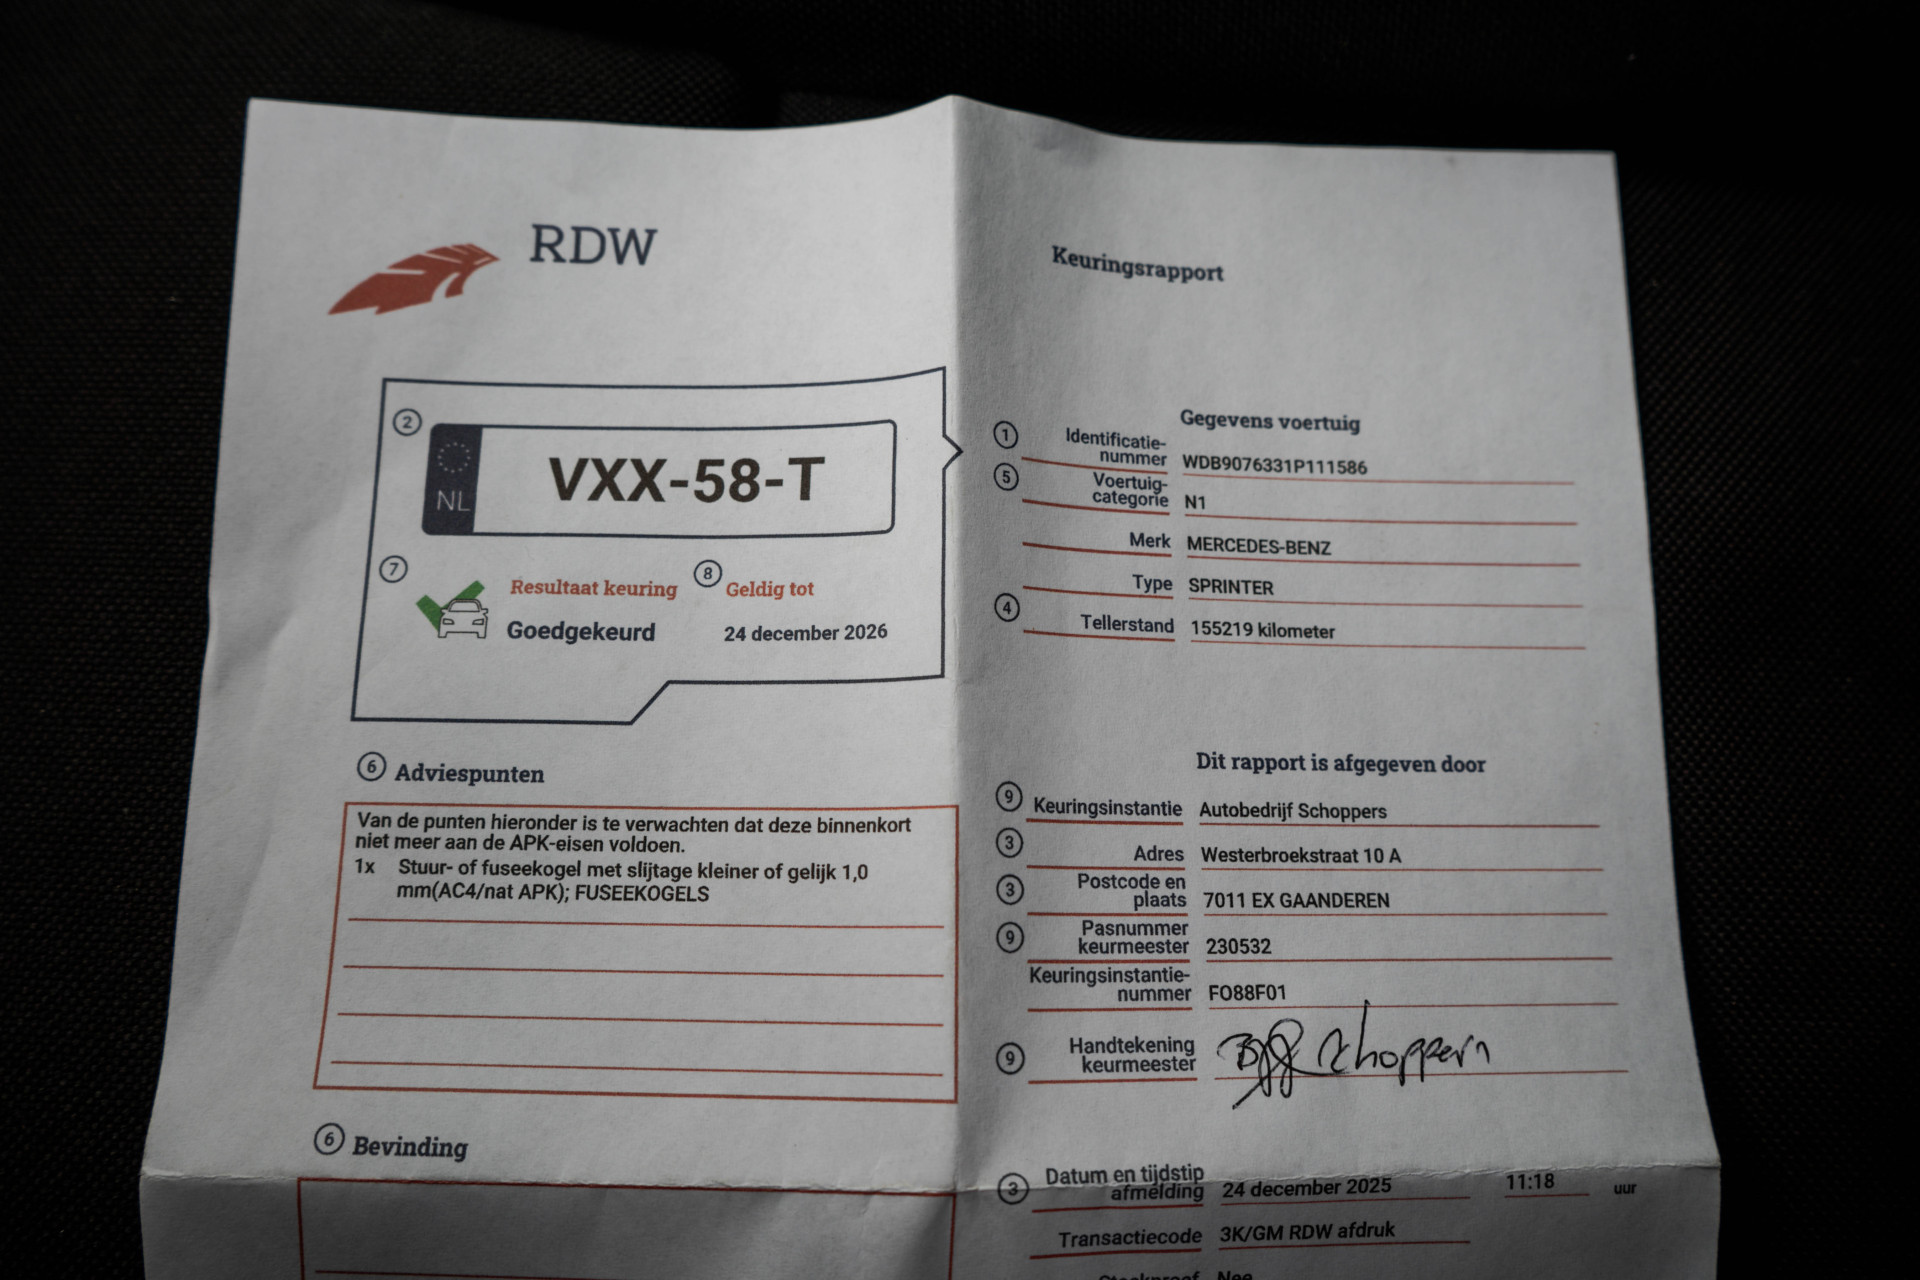 RDW
Keuringsrapport
2
NL
VXX-58-T
7
Resultaat keuring
Goedgekeurd
8
Geldig tot
24 december 2026
6 Adviespunten
Van de punten hieronder is te verwachten dat deze binnenkort
niet meer aan de APK-eisen voldoen.
1x Stuur- of fuseekogel met slijtage kleiner of gelijk 1,0
mm(AC4/nat APK); FUSEEKOGELS
6 Bevinding
Gegevens voertuig
1 Identificatie-
nummer WDB9076331P111586
5 Voertuig-
categorie N1
Merk MERCEDES-BENZ
Type SPRINTER
4 Tellerstand 155219 kilometer
Dit rapport is afgegeven door
9 Keuringsinstantie Autobedrijf Schoppers
3 Adres Westerbroekstraat 10 A
3 Postcode en
plaats 7011 EX GAANDEREN
9 Pasnummer
keurmeester 230532
Keuringsinstantie-
nummer FO88F01
9 Handtekening
keurmeester
3 Datum en tijdstip
afmelding 24 december 2025 11:18 uur
Transactiecode 3K/GM RDW afdruk
Nee